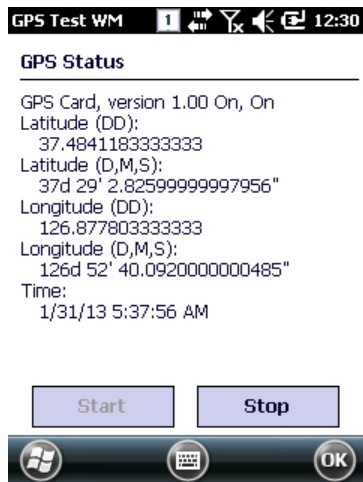 GPS Test WM 1 12:30
GPS Status
GPS Card, version 1.00 On, On
Latitude (DD):
37.4841183333333
Latitude (D,M,S):
37d 29' 2.82599999997956"
Longitude (DD):
126.877803333333
Longitude (D,M,S):
126d 52' 40.0920000000485"
Time:
1/31/13 5:37:56 AM
Start Stop
OK